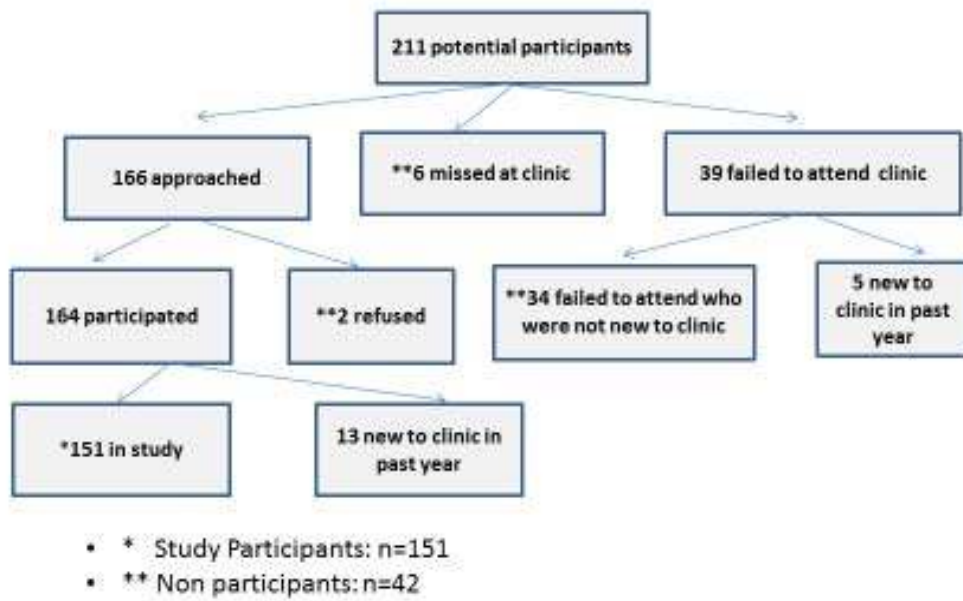 211 potential participants
166 approached
**6 missed at clinic
39 failed to attend clinic
164 participated
**2 refused
**34 failed to attend who
were not new to clinic
5 new to
clinic in past
year
*151 in study
13 new to clinic in
past year
• * Study Participants: n=151
• ** Non participants: n=42